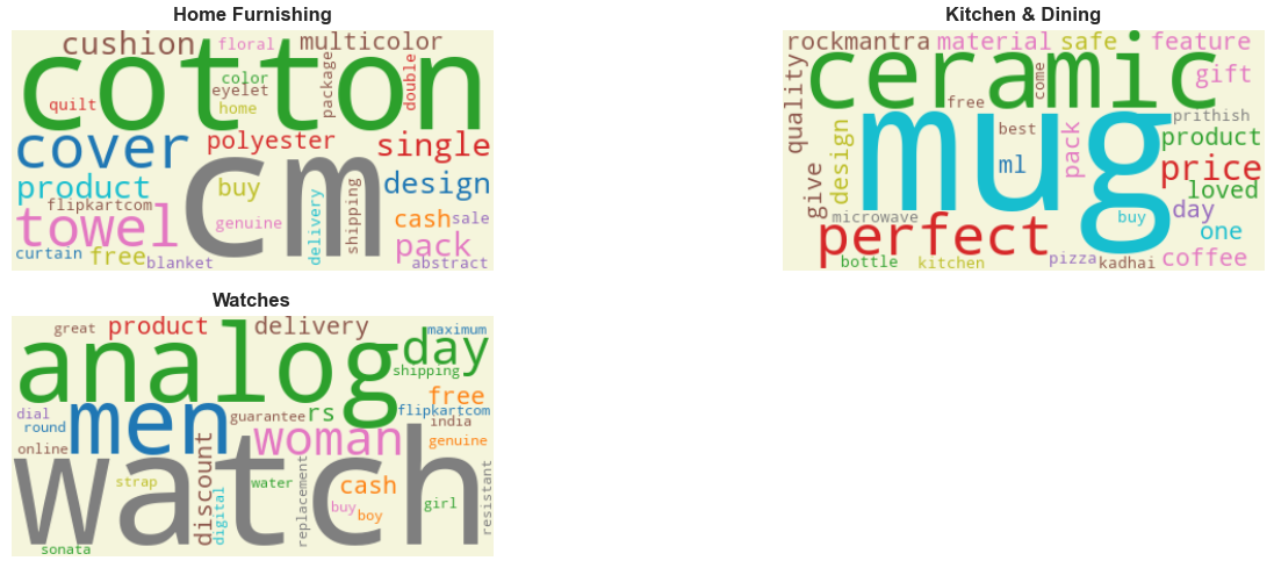 Home Furnishing
cushion floral multicolor
cotton
color
eyelet
package
double
quilt
home
cover polyester single
cm
product buy design
flipkartcom
towel genuine delivery shipping cash sale
pack
curtain free blanket abstract
Kitchen & Dining
rockmantra material safe feature
ceramic
quality
come
gift
free
mug
prithish
design best pack product
ml price
give loved
microwave buy day
perfect one
bottle kitchen pizza kadhai coffee
Watches
great product delivery maximum
analog day
shipping
free
dial men guarantee rs flipkartcom
round woman india
online genuine
watch
discount
strap water cash
digital replacement buy boy girl resistant
sonata